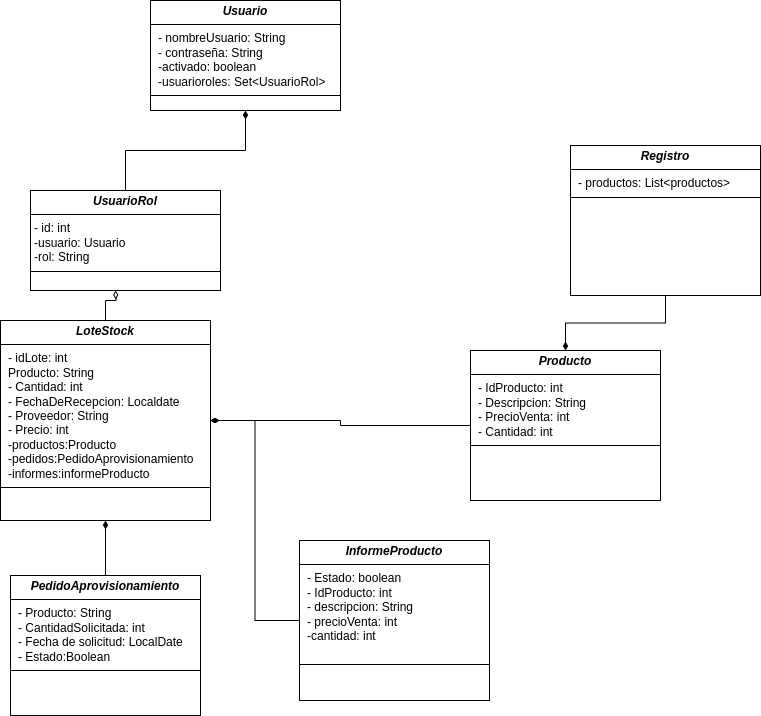 Usuario
- nombreUsuario: String
- contraseña: String
-activado: boolean
-usuarioroles: Set<UsuarioRol>
Registro
- productos: List<productos>
UsuarioRol
- id: int
-usuario: Usuario
-rol: String
LoteStock
- idLote: int
Producto: String
- Cantidad: int
- FechaDeRecepcion: Localdate
- Proveedor: String
- Precio: int
-productos:Producto
-pedidos:PedidoAprovisionamiento
-informes:informeProducto
Producto
- IdProducto: int
- Descripcion: String
- PrecioVenta: int
- Cantidad: int
InformeProducto
- Estado: boolean
- IdProducto: int
- descripcion: String
- precioVenta: int
-cantidad: int
PedidoAprovisionamiento
- Producto: String
- CantidadSolicitada: int
- Fecha de solicitud: LocalDate
- Estado:Boolean